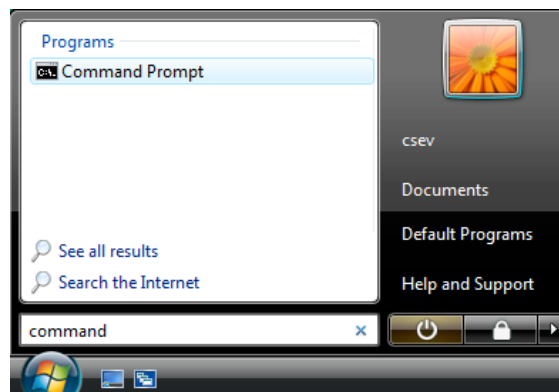 Programs
C:\. Command Prompt
See all results
Search the Internet
command
csev
Documents
Default Programs
Help and Support